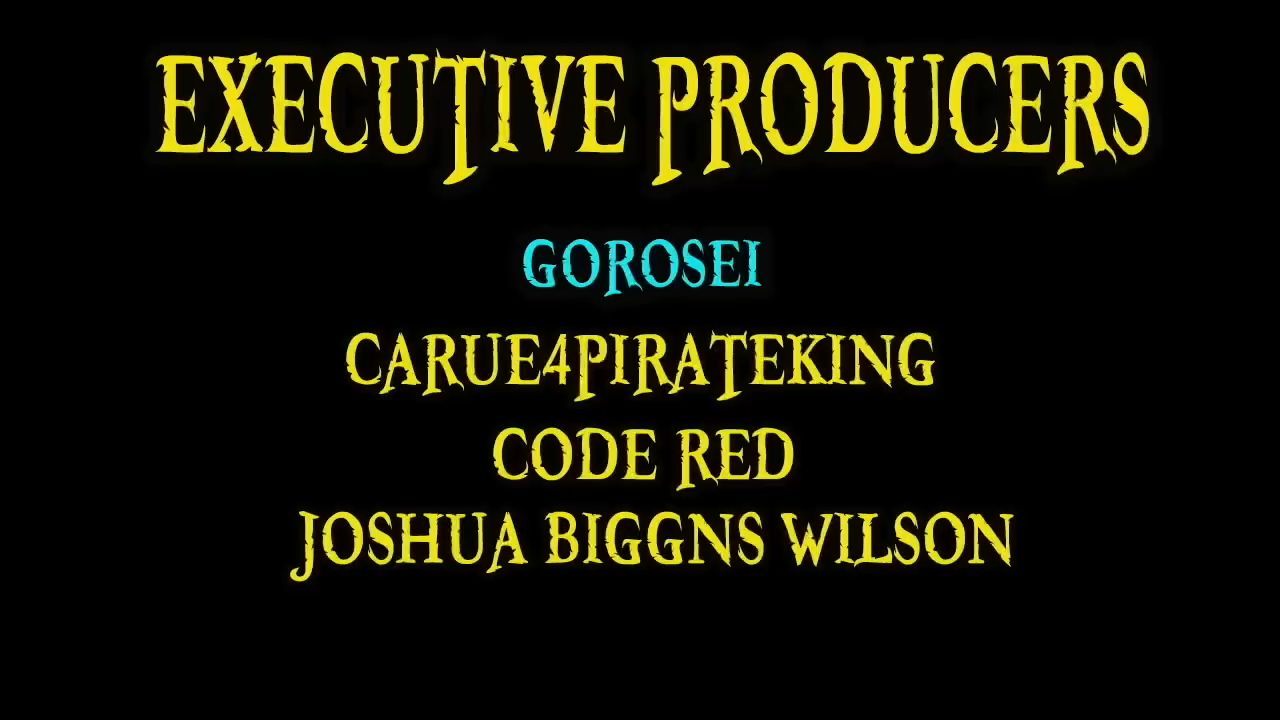 EXECUTIVE PRODUCERS
GOROSEI
CARUE4PIRATEKING
CODE RED
JOSHUA BIGGNS WILSON